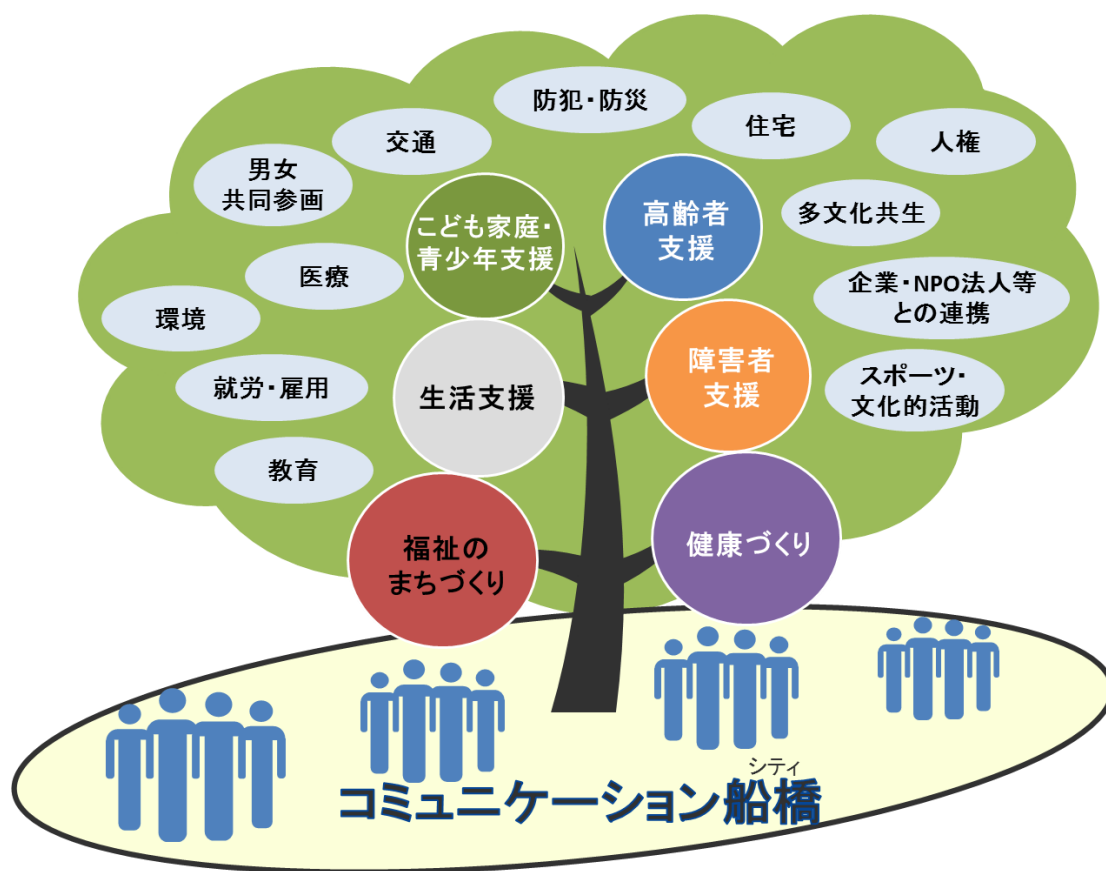 防犯・防災
住宅
交通
人権
男女
共同参画
こども家庭・
青少年支援
高齢者
支援
多文化共生
医療
企業・NPO法人等
との連携
環境
障害者
支援
就労・雇用
生活支援
スポーツ・
文化的活動
教育
福祉の
まちづくり
健康づくり
シティ
コミュニケーション船橋